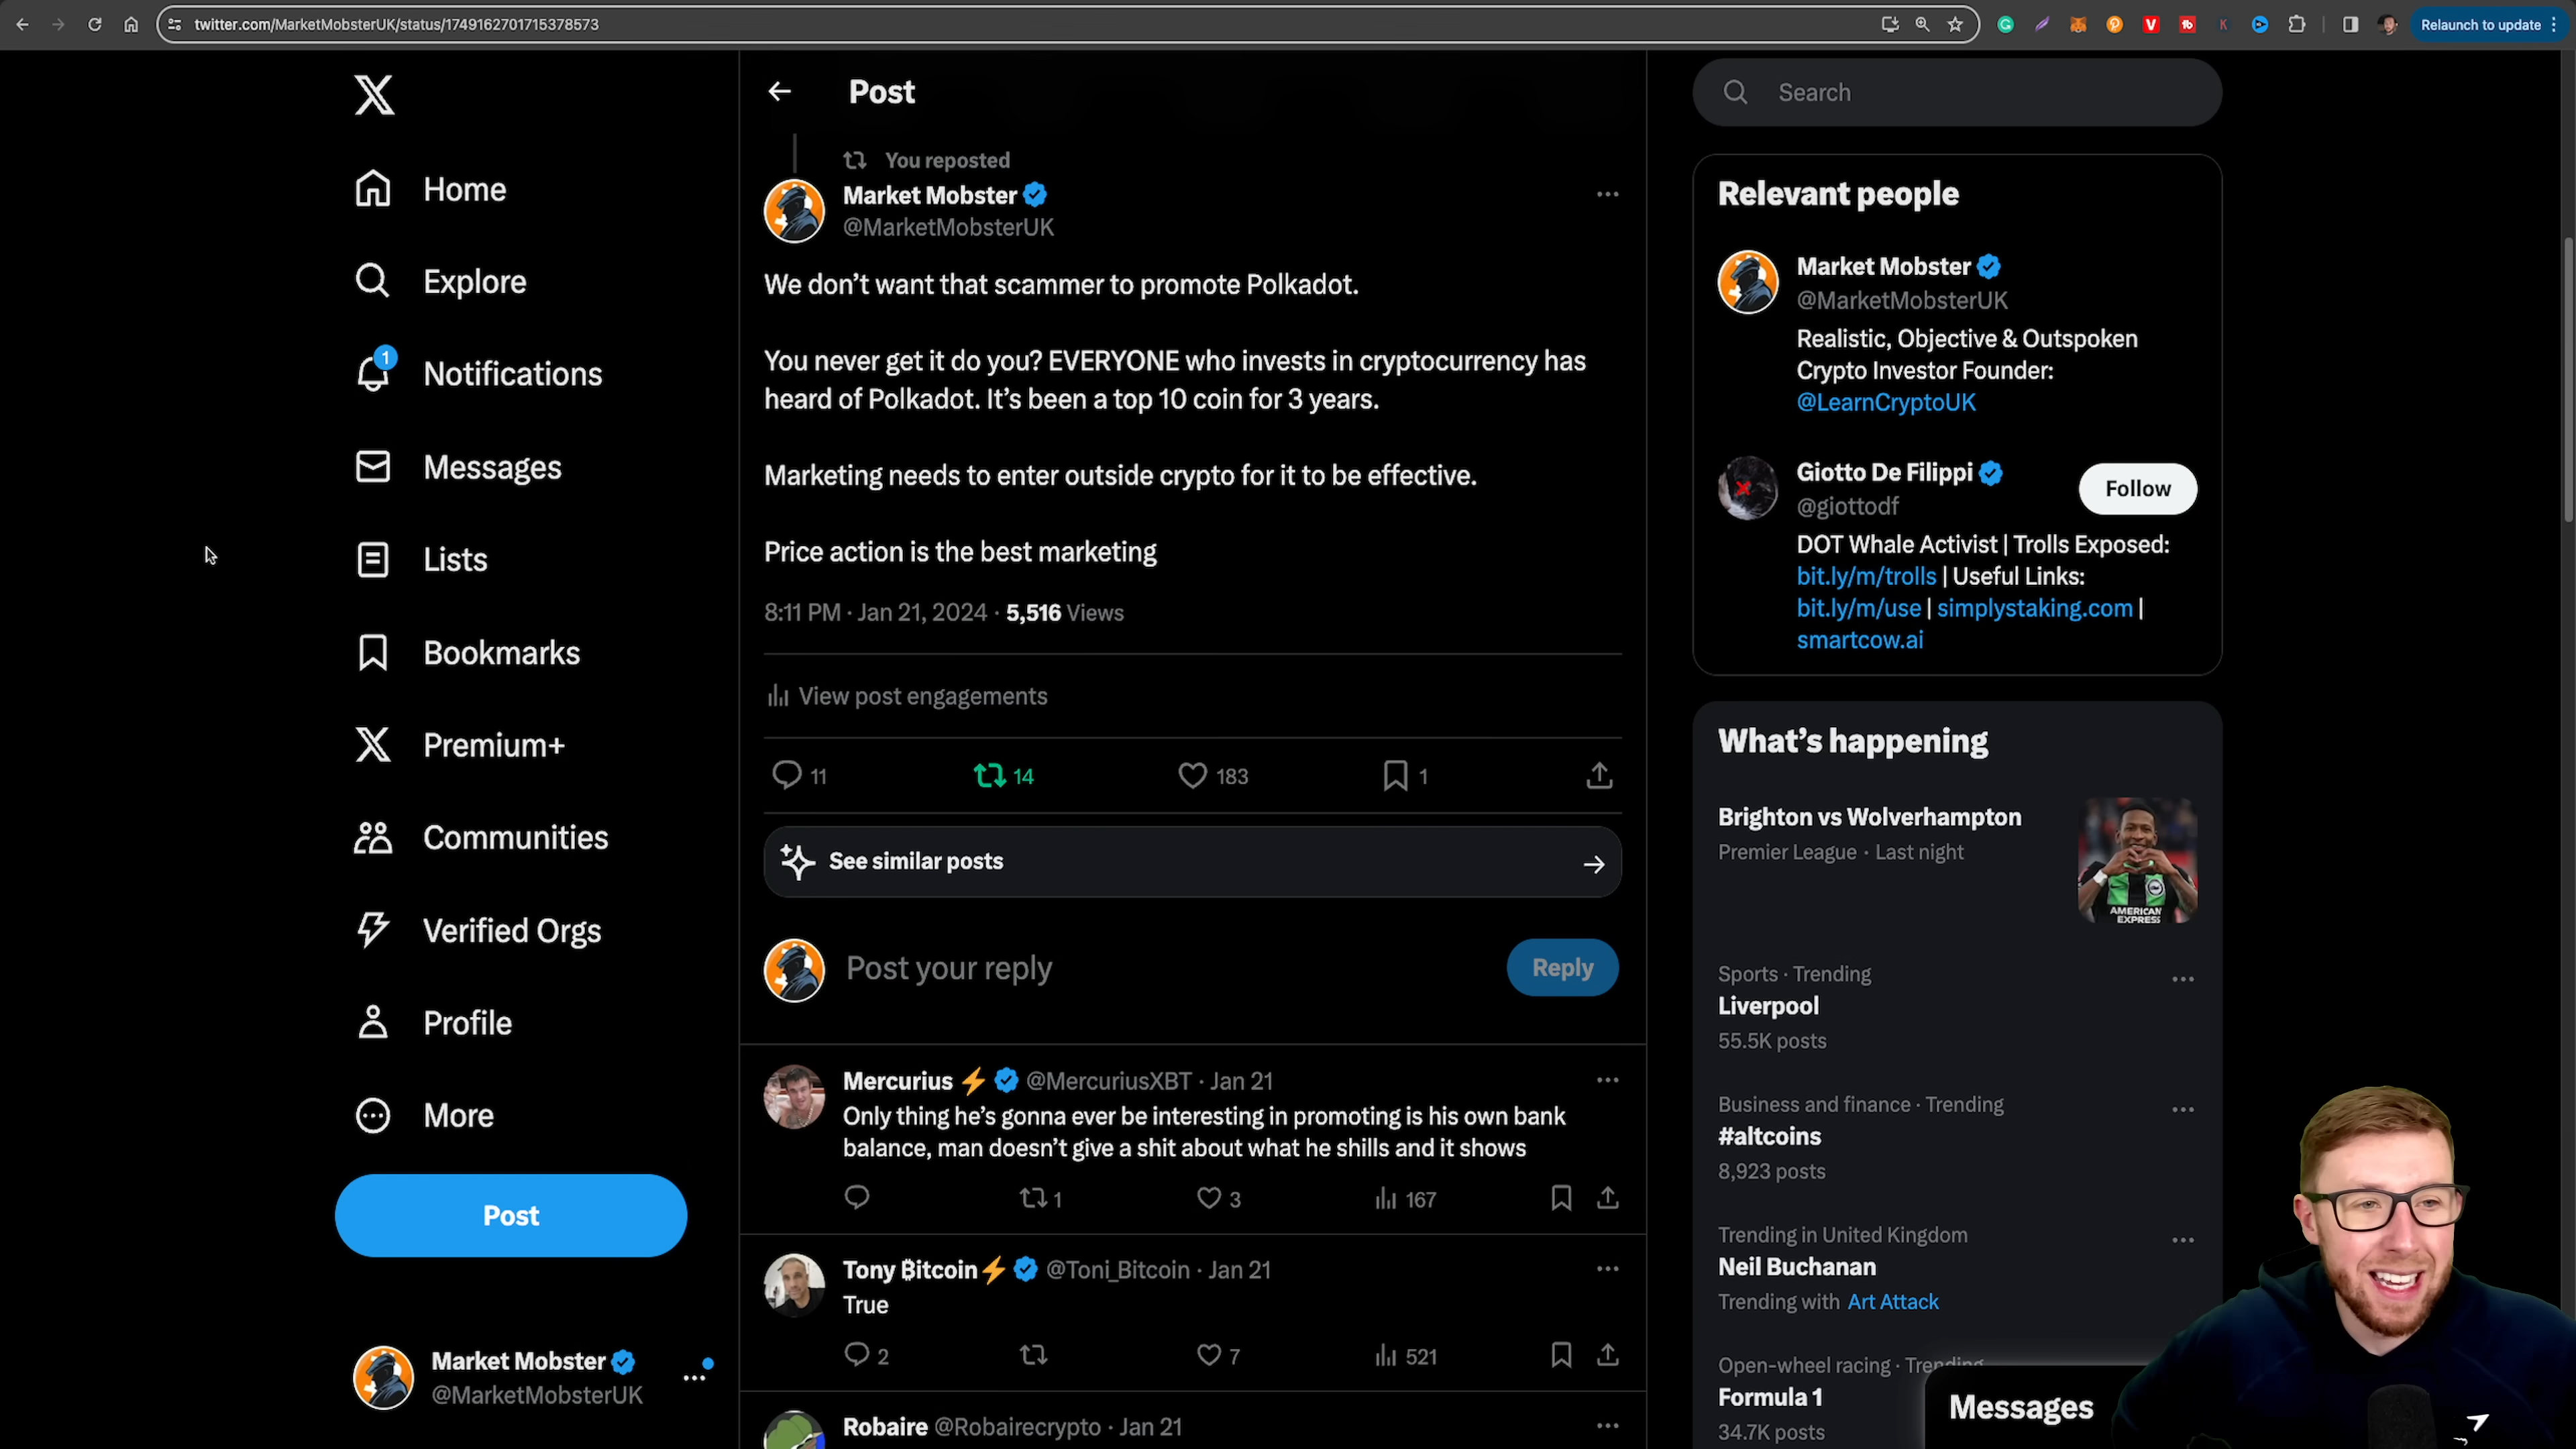 twitter.com/MarketMobsterUK/status/1749162701715378573
Relaunch to update
Home
Explore
1
Notifications
Messages
Lists
Bookmarks
Premium+
Communities
Verified Orgs
Profile
More
Post
Market Mobster
@MarketMobsterUK
Post
You reposted
Market Mobster
@MarketMobsterUK
We don’t want that scammer to promote Polkadot.
You never get it do you? EVERYONE who invests in cryptocurrency has
heard of Polkadot. It’s been a top 10 coin for 3 years.
Marketing needs to enter outside crypto for it to be effective.
Price action is the best marketing
8:11 PM · Jan 21, 2024 · 5,516 Views
View post engagements
11 14 183 1
See similar posts
Post your reply
Reply
Mercurius⚡ @MercuriusXBT · Jan 21
Only thing he’s gonna ever be interesting in promoting is his own bank
balance, man doesn’t give a shit about what he shills and it shows
1 3 167
Tony ₿itcoin⚡ @Toni_Bitcoin · Jan 21
True
2 7 521
Robaire @Robairecrypto · Jan 21
Search
Relevant people
Market Mobster
@MarketMobsterUK
Realistic, Objective & Outspoken
Crypto Investor Founder:
@LearnCryptoUK
Giotto De Filippi
@giottodf
Follow
DOT Whale Activist | Trolls Exposed:
bit.ly/m/trolls | Useful Links:
bit.ly/m/use | simplystaking.com |
smartcow.ai
What’s happening
Brighton vs Wolverhampton
Premier League · Last night
AMERICAN
EXPRESS
Sports · Trending
Liverpool
55.5K posts
Business and finance · Trending
#altcoins
8,923 posts
Trending in United Kingdom
Neil Buchanan
Trending with Art Attack
Open-wheel racing · Trending
Formula 1
34.7K posts
Messages